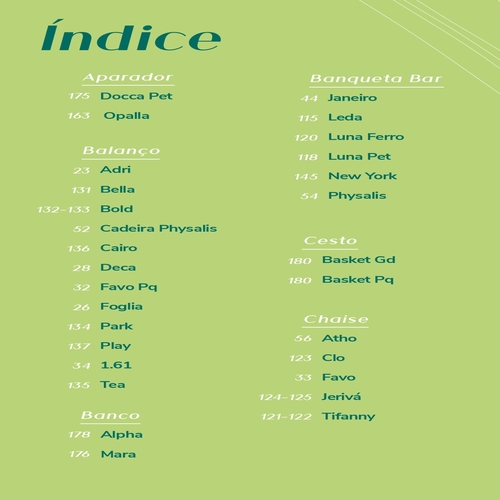 Índice
Aparador
175 Docca Pet
163 Opalla
Balanço
23 Adri
131 Bella
132-133 Bold
52 Cadeira Physalis
136 Cairo
28 Deca
32 Favo Pq
26 Foglia
134 Park
137 Play
34 1.61
135 Tea
Banco
178 Alpha
176 Mara
Banqueta Bar
44 Janeiro
115 Leda
120 Luna Ferro
118 Luna Pet
145 New York
54 Physalis
Cesto
180 Basket Gd
180 Basket Pq
Chaise
56 Atho
123 Clo
33 Favo
124-125 Jerivá
121-122 Tifanny